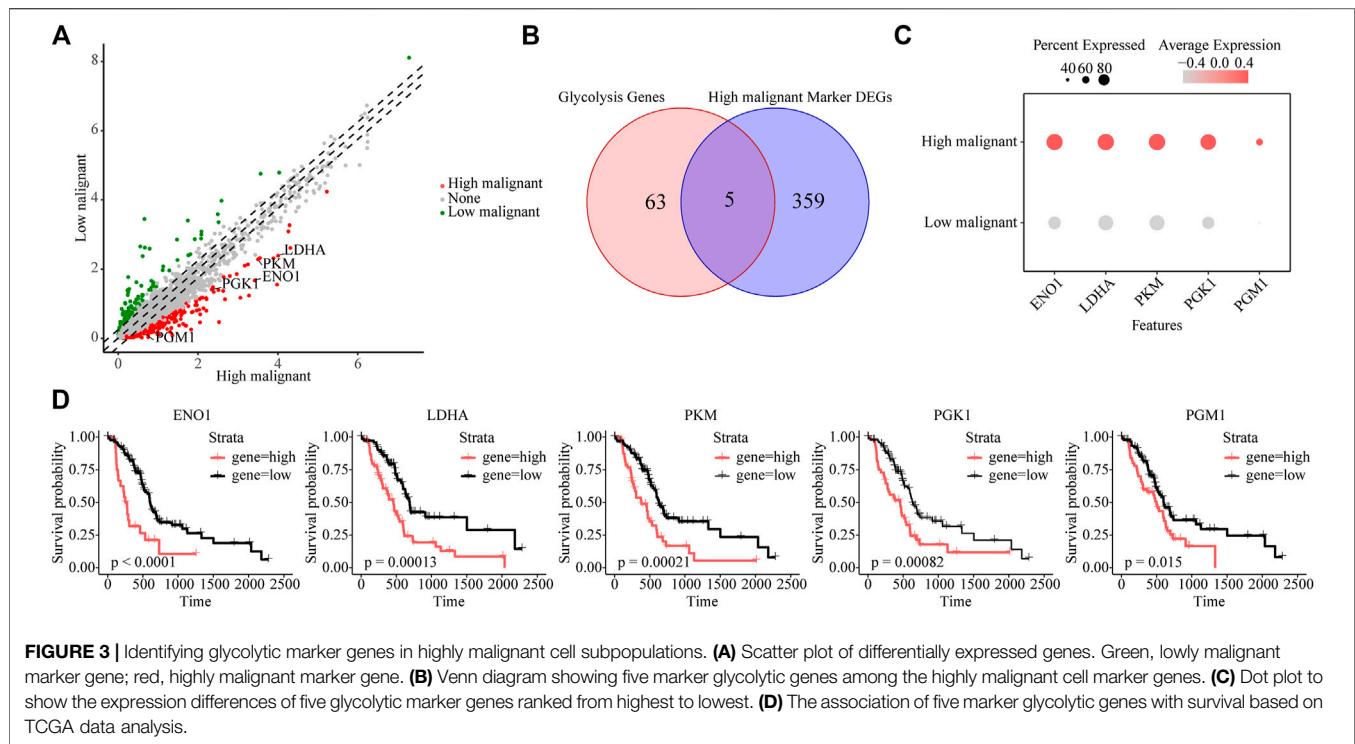 A
Low nalignant
8
6
4
2
0
0 2 4 6
High malignant
LDHA
PKM
ENO1
PGK1
PGM1
High malignant
None
Low malignant
B
Glycolysis Genes
High malignant Marker DEGs
63 5 359
C
Percent Expressed
40 60 80
Average Expression
−0.4 0.0 0.4
High malignant
Low malignant
ENO1 LDHA PKM PGK1 PGM1
Features
D
ENO1
Survival probability
1.00
0.75
0.50
0.25
0.00
Strata
gene=high
gene=low
p < 0.0001
0 500 1000 1500 2000 2500
Time
LDHA
Survival probability
1.00
0.75
0.50
0.25
0.00
Strata
gene=high
gene=low
p = 0.00013
0 500 1000 1500 2000 2500
Time
PKM
Survival probability
1.00
0.75
0.50
0.25
0.00
Strata
gene=high
gene=low
p = 0.00021
0 500 1000 1500 2000 2500
Time
PGK1
Survival probability
1.00
0.75
0.50
0.25
0.00
Strata
gene=high
gene=low
p = 0.00082
0 500 1000 1500 2000 2500
Time
PGM1
Survival probability
1.00
0.75
0.50
0.25
0.00
Strata
gene=high
gene=low
p = 0.015
0 500 1000 1500 2000 2500
Time
FIGURE 3 | Identifying glycolytic marker genes in highly malignant cell subpopulations. (A) Scatter plot of differentially expressed genes. Green, lowly malignant
marker gene; red, highly malignant marker gene. (B) Venn diagram showing five marker glycolytic genes among the highly malignant cell marker genes. (C) Dot plot to
show the expression differences of five glycolytic marker genes ranked from highest to lowest. (D) The association of five marker glycolytic genes with survival based on
TCGA data analysis.